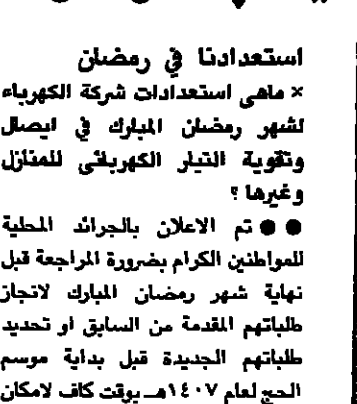 استعدادنا في رمضان
× ماهى استعدادات شركة الكهرباء
لشهر رمضان المبارك في ايصال
وتقوية التيار الكهربائى للمنازل
وغيرها ؟
●● تم الاعلان بالجرائد المحلية
للمواطنين الكرام بضرورة المراجعة قبل
نهاية شهر رمضان المبارك لانجاز
طلباتهم المقدمة من السابق او تحديد
طلباتهم الجديدة قبل بداية موسم
الحج لعام ١٤٠٧هـ بوقت كاف لامكان